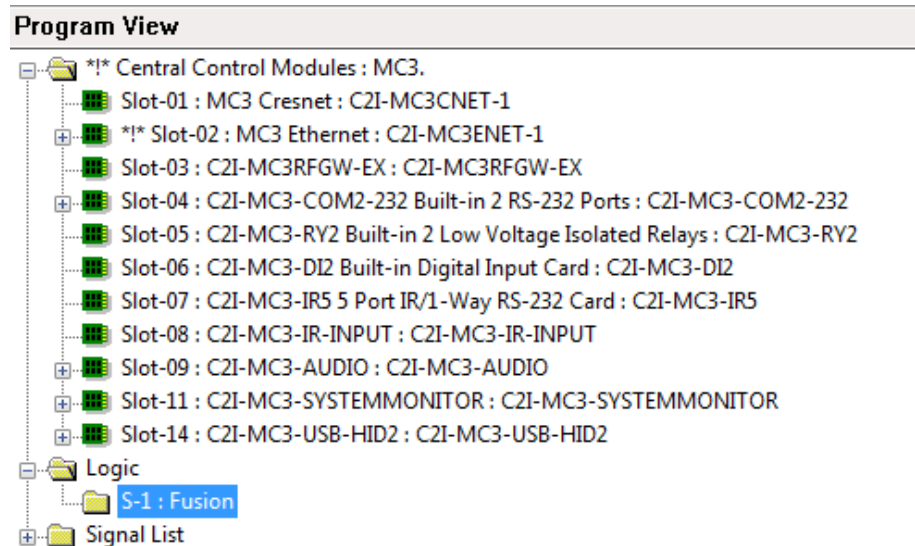 Program View
*!* Central Control Modules : MC3.
Slot-01 : MC3 Cresnet : C2I-MC3CNET-1
*!* Slot-02 : MC3 Ethernet : C2I-MC3ENET-1
Slot-03 : C2I-MC3RFGW-EX : C2I-MC3RFGW-EX
Slot-04 : C2I-MC3-COM2-232 Built-in 2 RS-232 Ports : C2I-MC3-COM2-232
Slot-05 : C2I-MC3-RY2 Built-in 2 Low Voltage Isolated Relays : C2I-MC3-RY2
Slot-06 : C2I-MC3-DI2 Built-in Digital Input Card : C2I-MC3-DI2
Slot-07 : C2I-MC3-IR5 5 Port IR/1-Way RS-232 Card : C2I-MC3-IR5
Slot-08 : C2I-MC3-IR-INPUT : C2I-MC3-IR-INPUT
Slot-09 : C2I-MC3-AUDIO : C2I-MC3-AUDIO
Slot-11 : C2I-MC3-SYSTEMMONITOR : C2I-MC3-SYSTEMMONITOR
Slot-14 : C2I-MC3-USB-HID2 : C2I-MC3-USB-HID2
Logic
S-1 : Fusion
Signal List